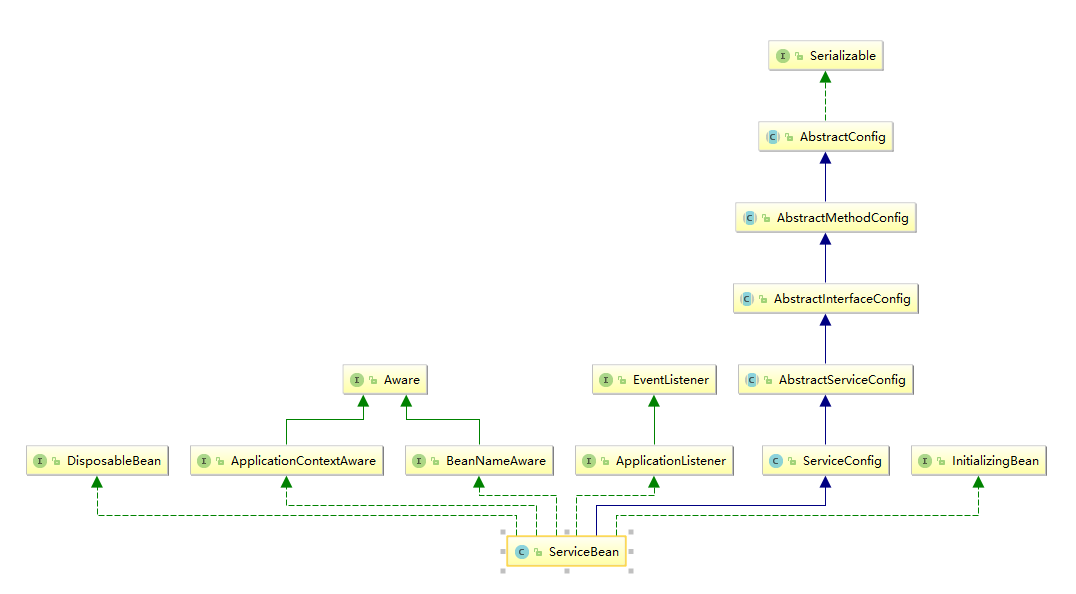 I Serializable
C AbstractConfig
C AbstractMethodConfig
C AbstractInterfaceConfig
I Aware
I EventListener
C AbstractServiceConfig
I DisposableBean
I ApplicationContextAware
I BeanNameAware
I ApplicationListener
C ServiceConfig
I InitializingBean
C ServiceBean